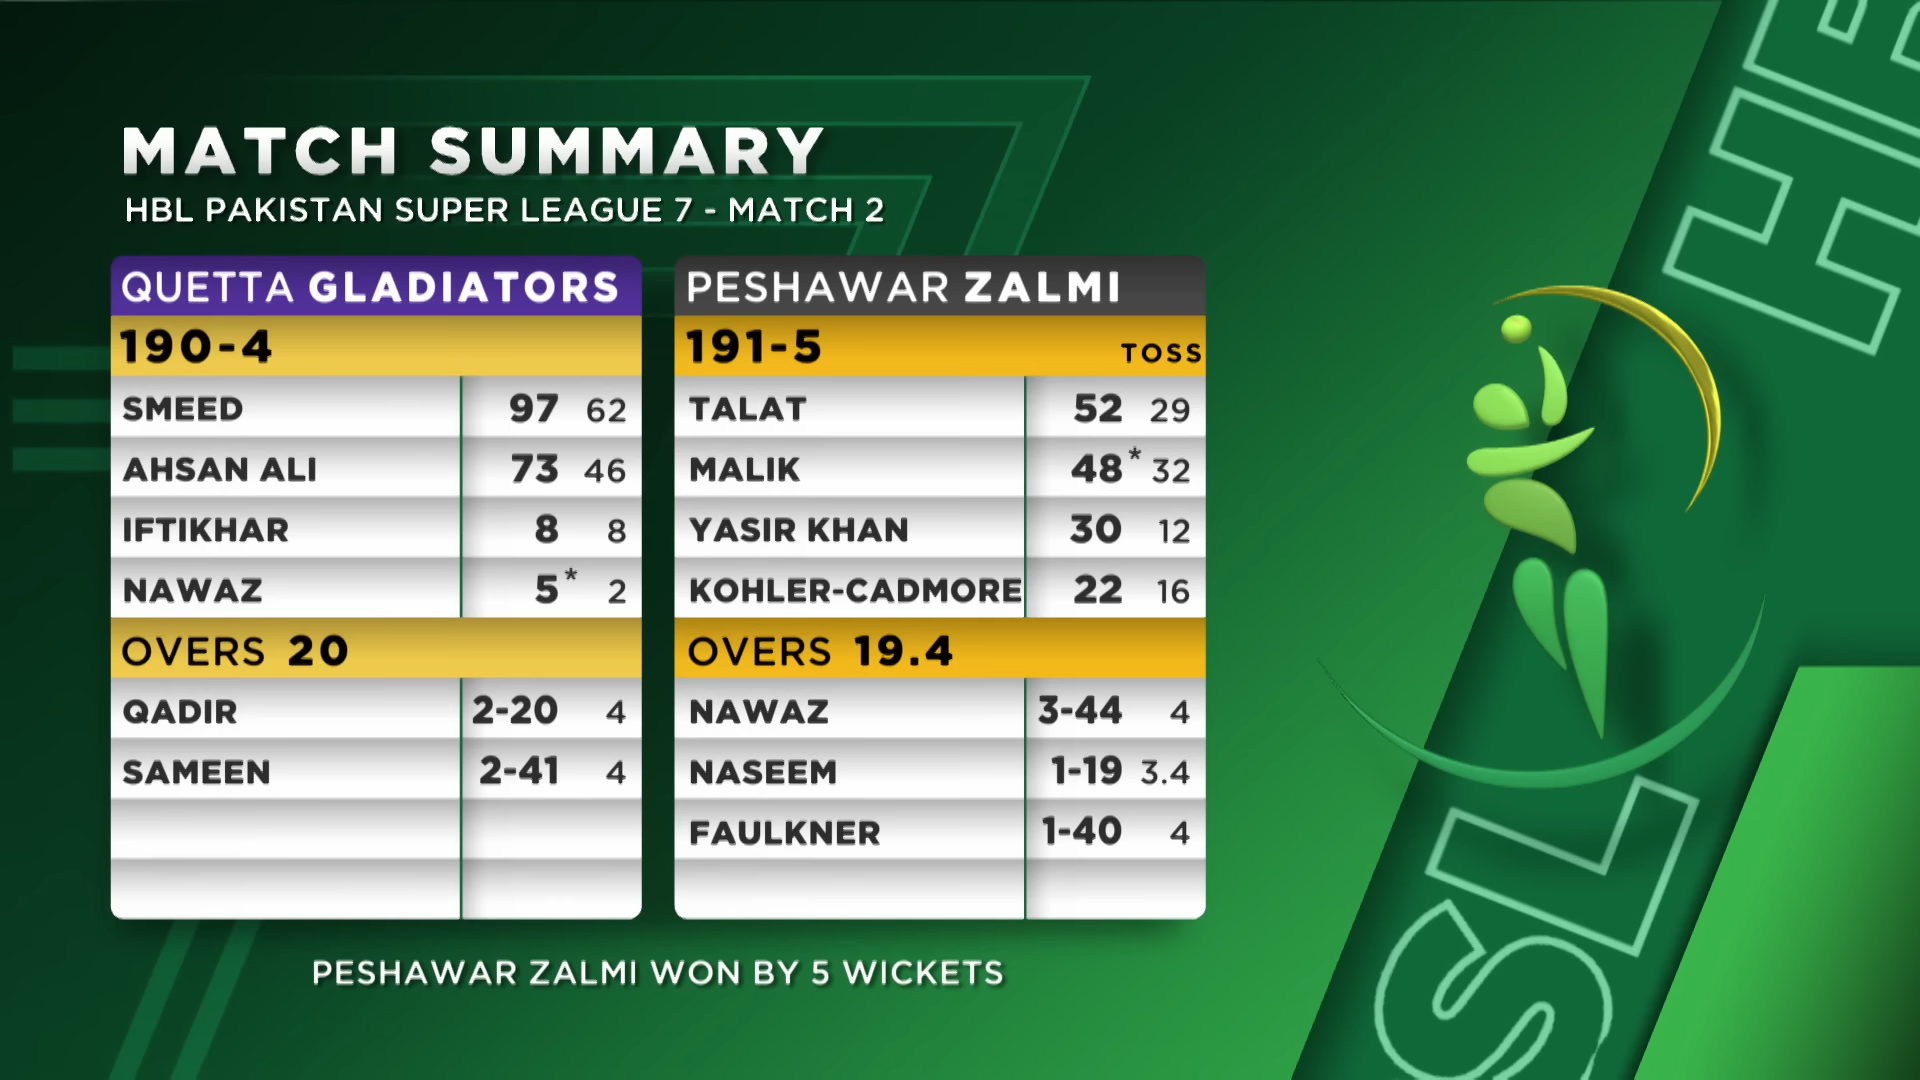 MATCH SUMMARY
HBL PAKISTAN SUPER LEAGUE 7 - MATCH 2
QUETTA GLADIATORS
190-4
SMEED 97 62
AHSAN ALI 73 46
IFTIKHAR 8 8
NAWAZ 5* 2
OVERS 20
QADIR 2-20 4
SAMEEN 2-41 4
PESHAWAR ZALMI
191-5 TOSS
TALAT 52 29
MALIK 48* 32
YASIR KHAN 30 12
KOHLER-CADMORE 22 16
OVERS 19.4
NAWAZ 3-44 4
NASEEM 1-19 3.4
FAULKNER 1-40 4
PESHAWAR ZALMI WON BY 5 WICKETS